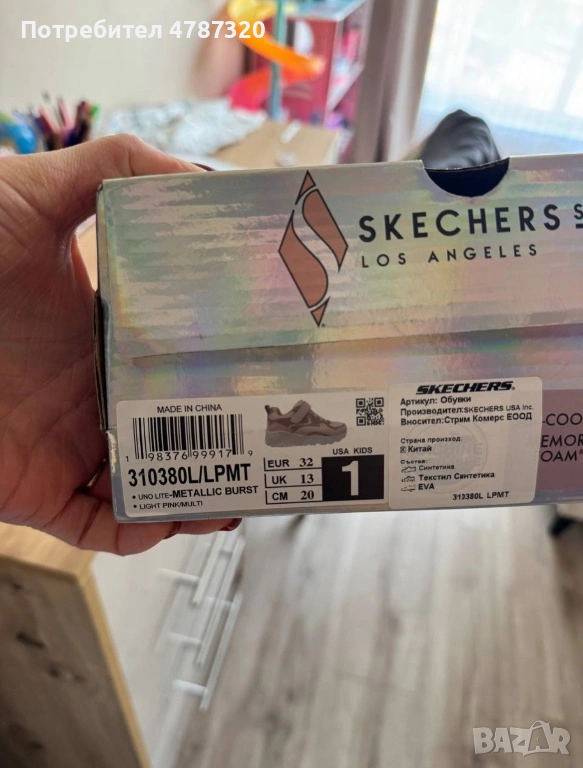 Потребител 4787320
SKECHERS S
LOS ANGELES
MADE IN CHINA
1 98376 99917 9
310380L/LPMT
• UNO LITE-METALLIC BURST
• LIGHT PINK/MULTI
EUR 32
UK 13
CM 20
USA KIDS
1
SKECHERS.
Артикул: Обувки
Производител:SKECHERS USA Inc.
Вносител:Стрим Комерс ЕООД
Страна произход:
Китай
Състав:
Синтетика
Текстил Синтетика
EVA
310380L LPMT
-COO
EMOR
OAM®
BAZAR